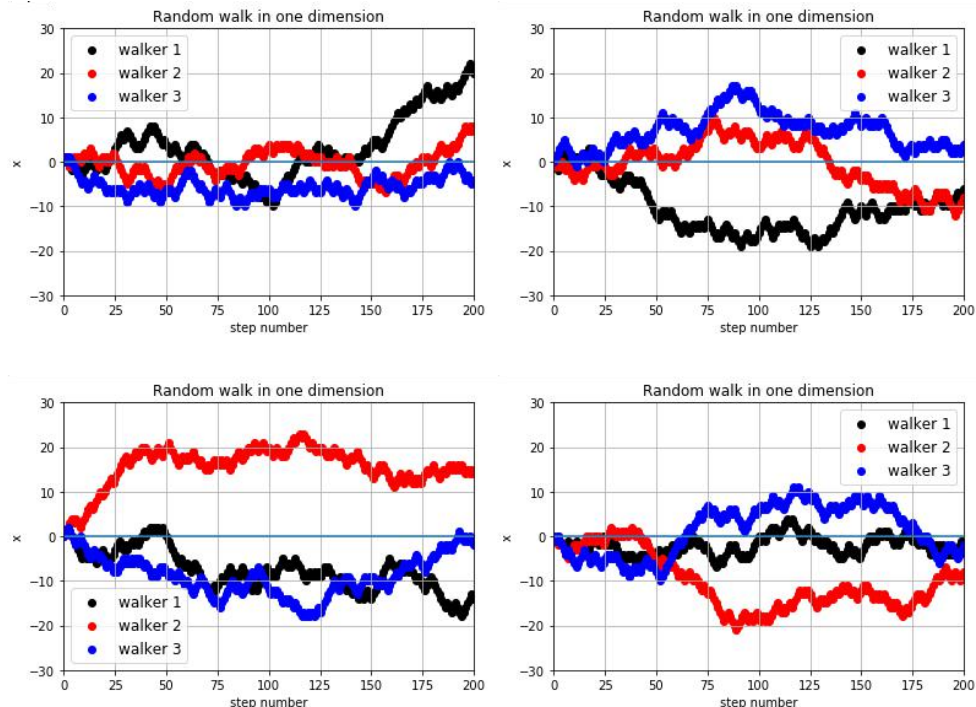 Random walk in one dimension
30
20
10
0
−10
−20
−30
x
walker 1
walker 2
walker 3
0 25 50 75 100 125 150 175 200
step number
Random walk in one dimension
30
20
10
0
−10
−20
−30
x
walker 1
walker 2
walker 3
0 25 50 75 100 125 150 175 200
step number
Random walk in one dimension
30
20
10
0
−10
−20
−30
x
walker 1
walker 2
walker 3
0 25 50 75 100 125 150 175 200
step number
Random walk in one dimension
30
20
10
0
−10
−20
−30
x
walker 1
walker 2
walker 3
0 25 50 75 100 125 150 175 200
step number